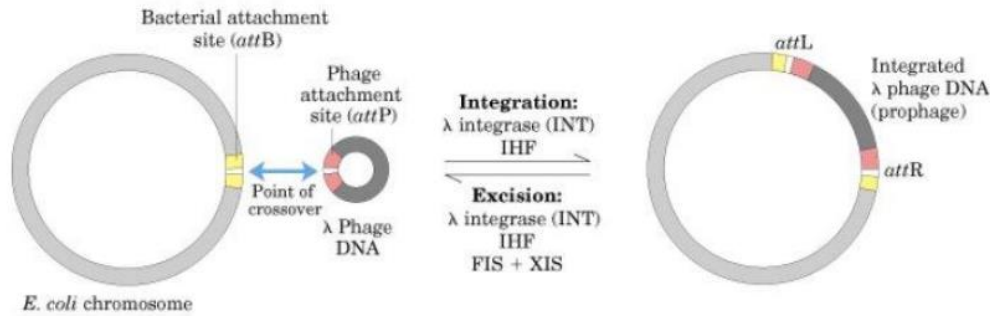 Bacterial attachment
site (attB)
Phage
attachment
site (attP)
Point of
crossover
λ Phage
DNA
E. coli chromosome
Integration:
λ integrase (INT)
IHF
Excision:
λ integrase (INT)
IHF
FIS + XIS
attL
Integrated
λ phage DNA
(prophage)
attR